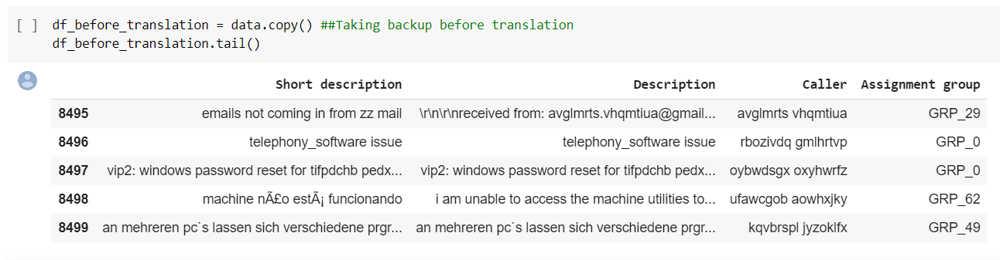 [ ] df_before_translation = data.copy() ##Taking backup before translation
df_before_translation.tail()
Short description Description Caller Assignment group
8495 emails not coming in from zz mail \r\n\r\nreceived from: avglmrts.vhqmtiua@gmail... avglmrts vhqmtiua GRP_29
8496 telephony_software issue telephony_software issue rbozivdq gmlhrtvp GRP_0
8497 vip2: windows password reset for tifpdchb pedx... vip2: windows password reset for tifpdchb pedx... oybwdsgx oxyhwrfz GRP_0
8498 machine nÃ£o estÃ¡ funcionando i am unable to access the machine utilities to... ufawcgob aowhxjky GRP_62
8499 an mehreren pc`s lassen sich verschiedene prgr... an mehreren pc`s lassen sich verschiedene prgr... kqvbrspl jyzoklfx GRP_49